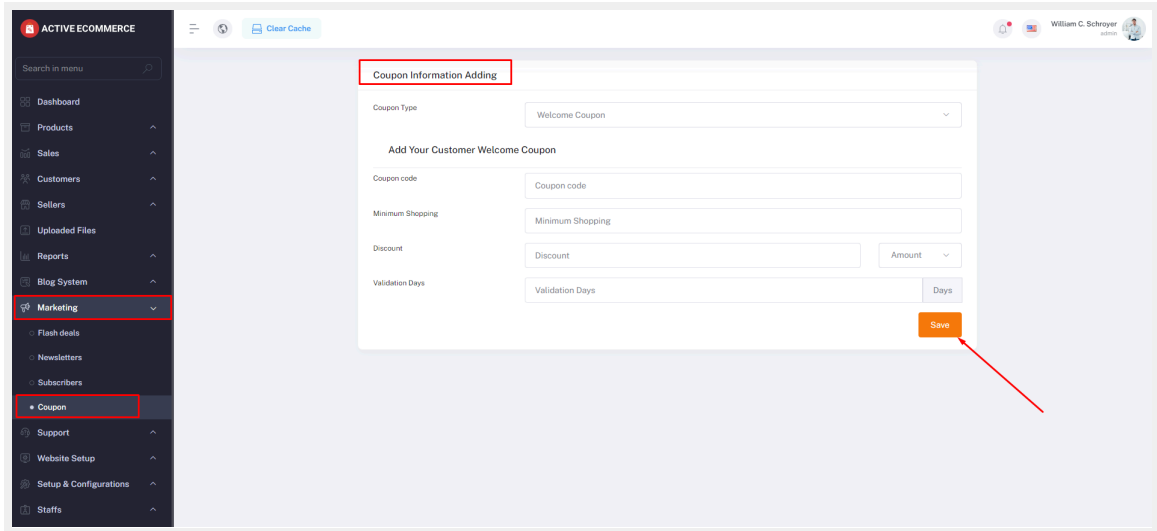 ACTIVE ECOMMERCE
Clear Cache
William C. Schroyer
admin
Search in menu
Dashboard
Products
Sales
Customers
Sellers
Uploaded Files
Reports
Blog System
Marketing
Flash deals
Newsletters
Subscribers
Coupon
Support
Website Setup
Setup & Configurations
Staffs
Coupon Information Adding
Coupon Type
Welcome Coupon
Add Your Customer Welcome Coupon
Coupon code
Coupon code
Minimum Shopping
Minimum Shopping
Discount
Discount
Amount
Validation Days
Validation Days
Days
Save